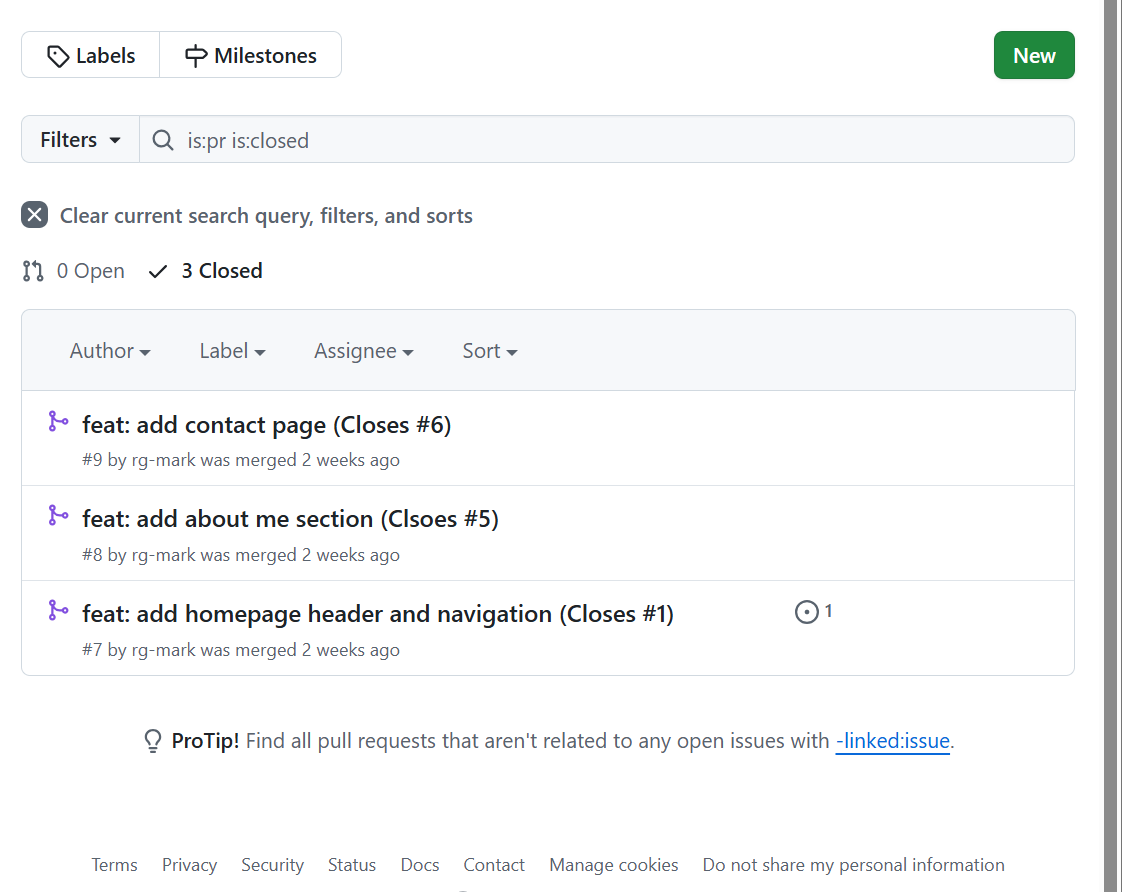 Labels Milestones New
Filters is:pr is:closed
Clear current search query, filters, and sorts
0 Open 3 Closed
Author Label Assignee Sort
feat: add contact page (Closes #6)
#9 by rg-mark was merged 2 weeks ago
feat: add about me section (Clsoes #5)
#8 by rg-mark was merged 2 weeks ago
feat: add homepage header and navigation (Closes #1) 1
#7 by rg-mark was merged 2 weeks ago
ProTip! Find all pull requests that aren't related to any open issues with -linked:issue.
Terms Privacy Security Status Docs Contact Manage cookies Do not share my personal information